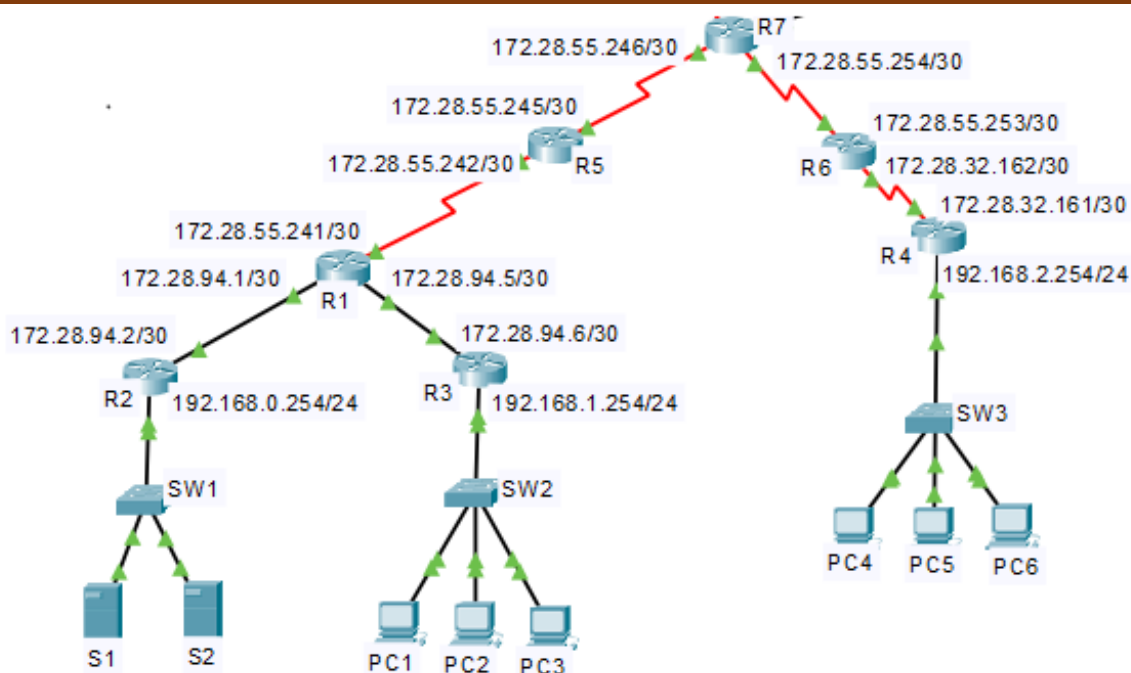 R7
172.28.55.246/30
172.28.55.254/30
172.28.55.245/30
172.28.55.253/30
172.28.55.242/30
R5
R6
172.28.32.162/30
172.28.32.161/30
172.28.55.241/30
R4
172.28.94.1/30
172.28.94.5/30
192.168.2.254/24
R1
172.28.94.2/30
172.28.94.6/30
R2
192.168.0.254/24
R3
192.168.1.254/24
SW3
SW1
SW2
PC4
PC5
PC6
S1
S2
PC1
PC2
PC3